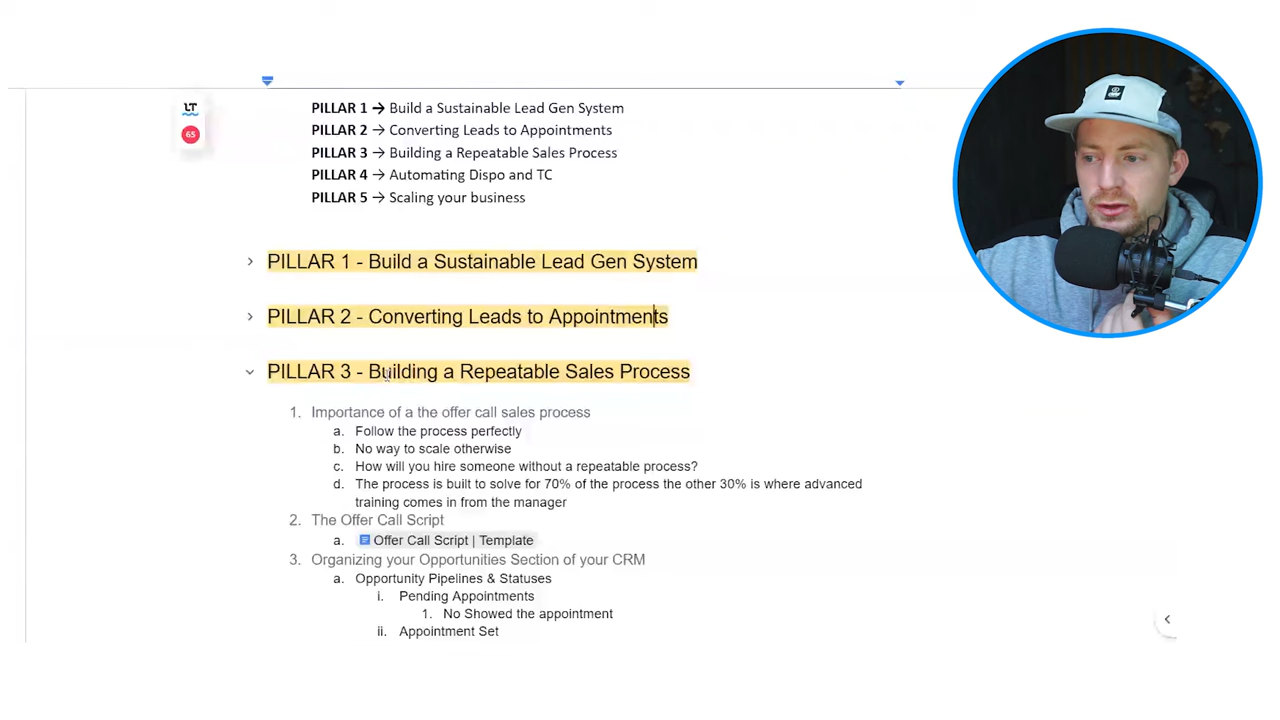 PILLAR 1 → Build a Sustainable Lead Gen System
PILLAR 2 → Converting Leads to Appointments
PILLAR 3 → Building a Repeatable Sales Process
PILLAR 4 → Automating Dispo and TC
PILLAR 5 → Scaling your business
LT
65
PILLAR 1 - Build a Sustainable Lead Gen System
PILLAR 2 - Converting Leads to Appointments
PILLAR 3 - Building a Repeatable Sales Process
1. Importance of a the offer call sales process
a. Follow the process perfectly
b. No way to scale otherwise
c. How will you hire someone without a repeatable process?
d. The process is built to solve for 70% of the process the other 30% is where advanced
training comes in from the manager
2. The Offer Call Script
a. Offer Call Script | Template
3. Organizing your Opportunities Section of your CRM
a. Opportunity Pipelines & Statuses
i. Pending Appointments
1. No Showed the appointment
ii. Appointment Set